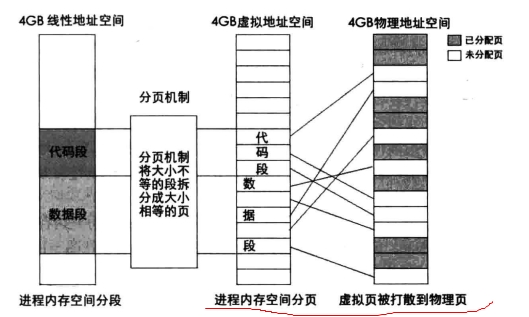 4GB 线性地址空间
4GB虚拟地址空间
4GB物理地址空间
已分配页
未分配页
分页机制
代码段
数据段
分页机制
将大小不
等的段拆
分成大小
相等的页
代
码
段
数
据
段
进程内存空间分段
进程内存空间分页
虚拟页被打散到物理页